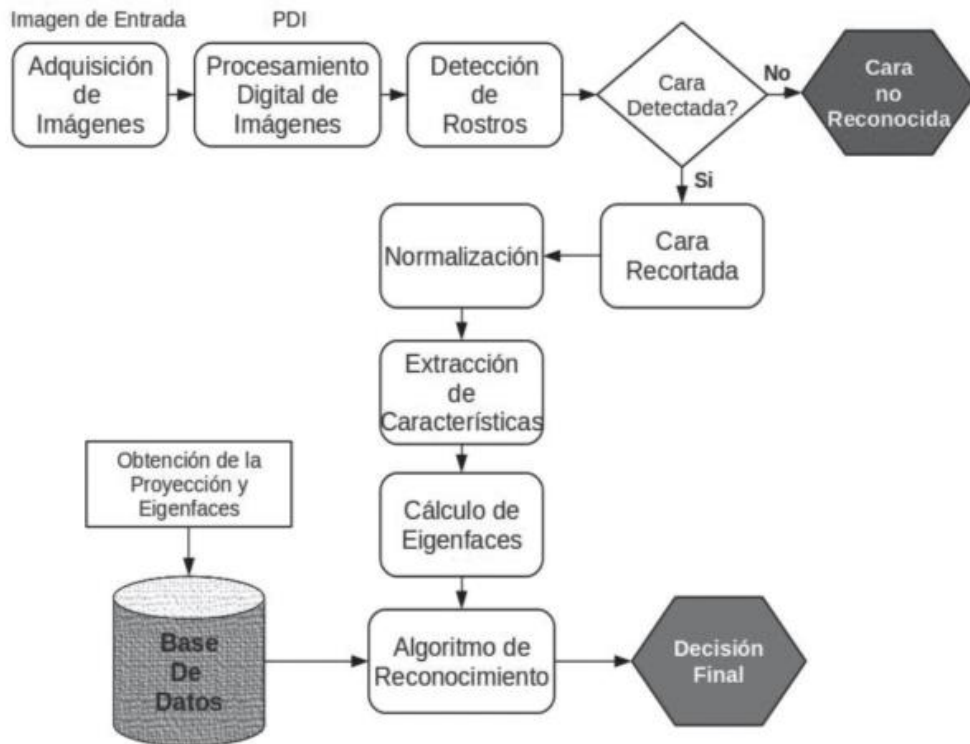 Imagen de Entrada
PDI
Adquisición
de
Imágenes
Procesamiento
Digital de
Imágenes
Detección
de
Rostros
Cara
Detectada?
No
Cara
no
Reconocida
Si
Cara
Recortada
Normalización
Extracción
de
Características
Cálculo de
Eigenfaces
Obtención de la
Proyección y
Eigenfaces
Base
De
Datos
Algoritmo de
Reconocimiento
Decisión
Final